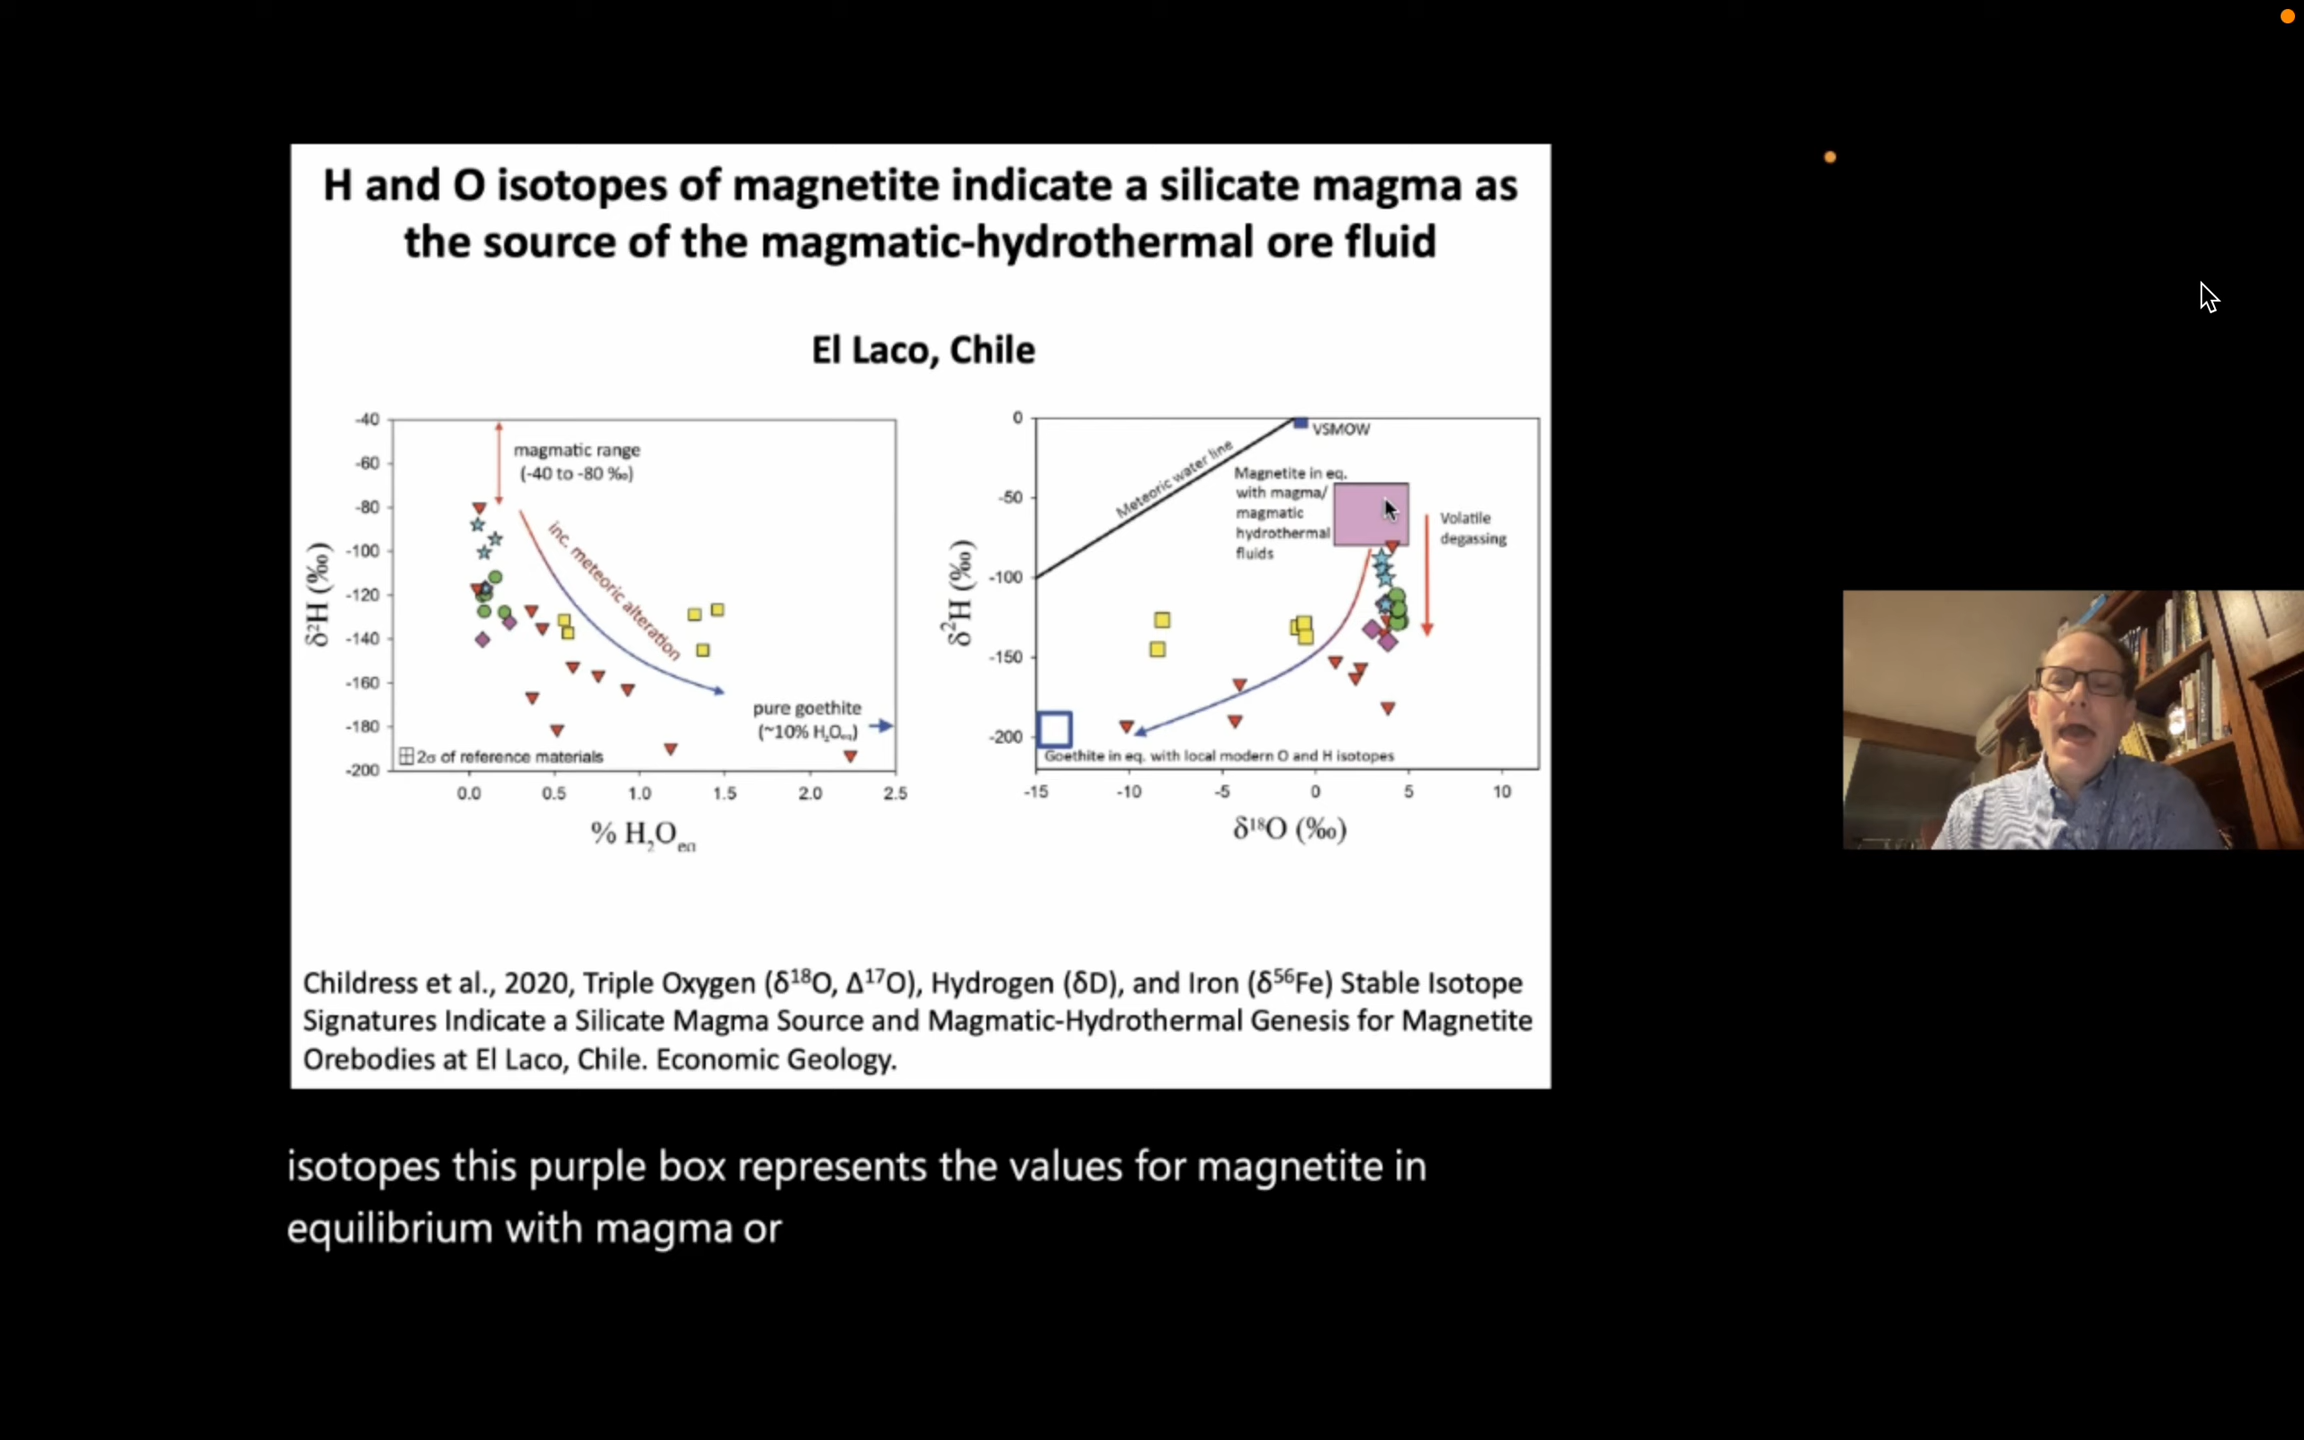 H and O isotopes of magnetite indicate a silicate magma as
the source of the magmatic-hydrothermal ore fluid
El Laco, Chile
-40
-60
-80
-100
-120
-140
-160
-180
-200
δ²H (‰)
magmatic range
(-40 to -80 ‰)
inc. meteoric alteration
pure goethite
(~10% H₂Oeq)
2σ of reference materials
0.0 0.5 1.0 1.5 2.0 2.5
% H₂Oeq
0
-50
-100
-150
-200
δ²H (‰)
Meteoric water line
VSMOW
Magnetite in eq.
with magma/
magmatic
hydrothermal
fluids
Volatile
degassing
Goethite in eq. with local modern O and H isotopes
-15 -10 -5 0 5 10
δ¹⁸O (‰)
Childress et al., 2020, Triple Oxygen (δ¹⁸O, Δ¹⁷O), Hydrogen (δD), and Iron (δ⁵⁶Fe) Stable Isotope
Signatures Indicate a Silicate Magma Source and Magmatic-Hydrothermal Genesis for Magnetite
Orebodies at El Laco, Chile. Economic Geology.
isotopes this purple box represents the values for magnetite in
equilibrium with magma or